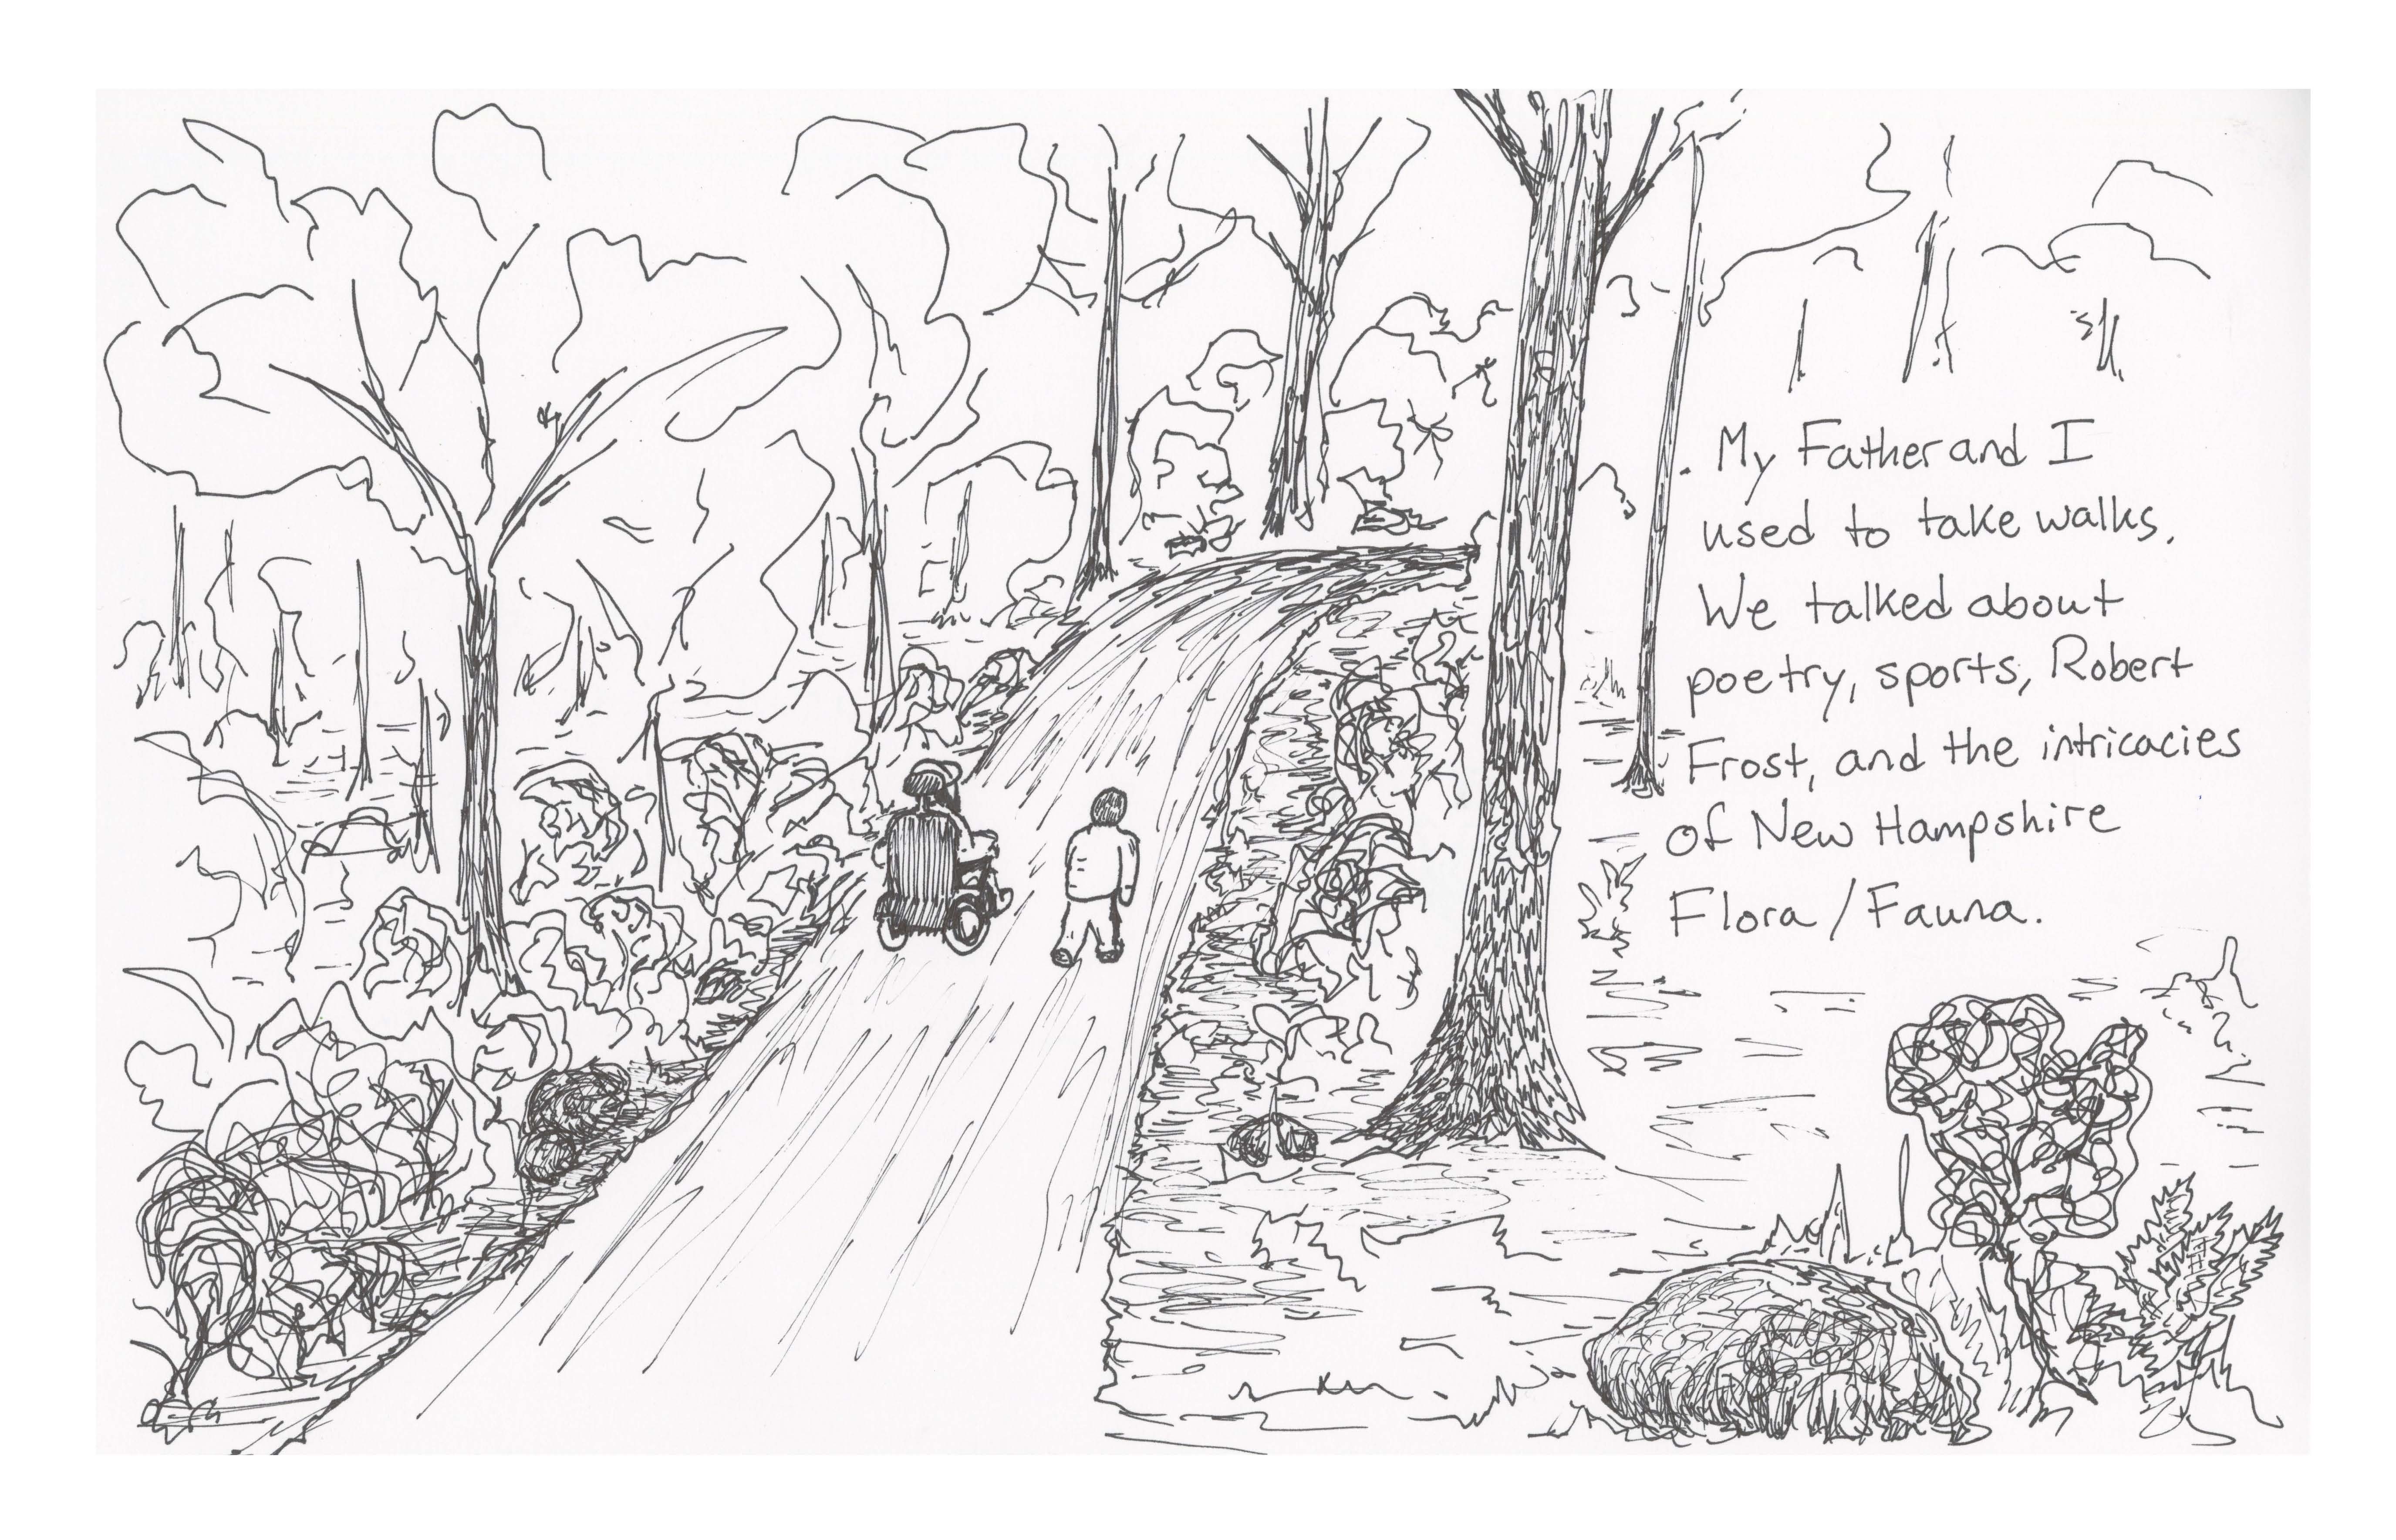 My Father and I
used to take walks.
We talked about
poetry, sports, Robert
Frost, and the intricacies
of New Hampshire
Flora/Fauna.